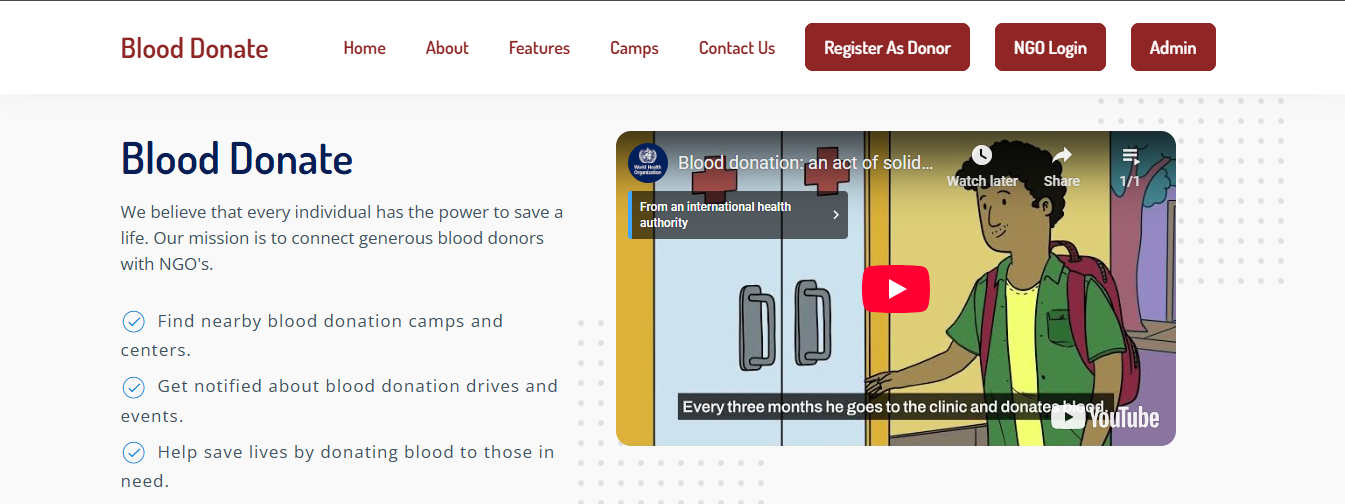 Blood Donate
Home
About
Features
Camps
Contact Us
Register As Donor
NGO Login
Admin
Blood Donate
We believe that every individual has the power to save a
life. Our mission is to connect generous blood donors
with NGO's.
Find nearby blood donation camps and
centers.
Get notified about blood donation drives and
events.
Help save lives by donating blood to those in
need.
World Health
Organization
Blood donation: an act of solid...
Watch later
Share
1/1
From an international health
authority
Every three months he goes to the clinic and donates blood.
YouTube